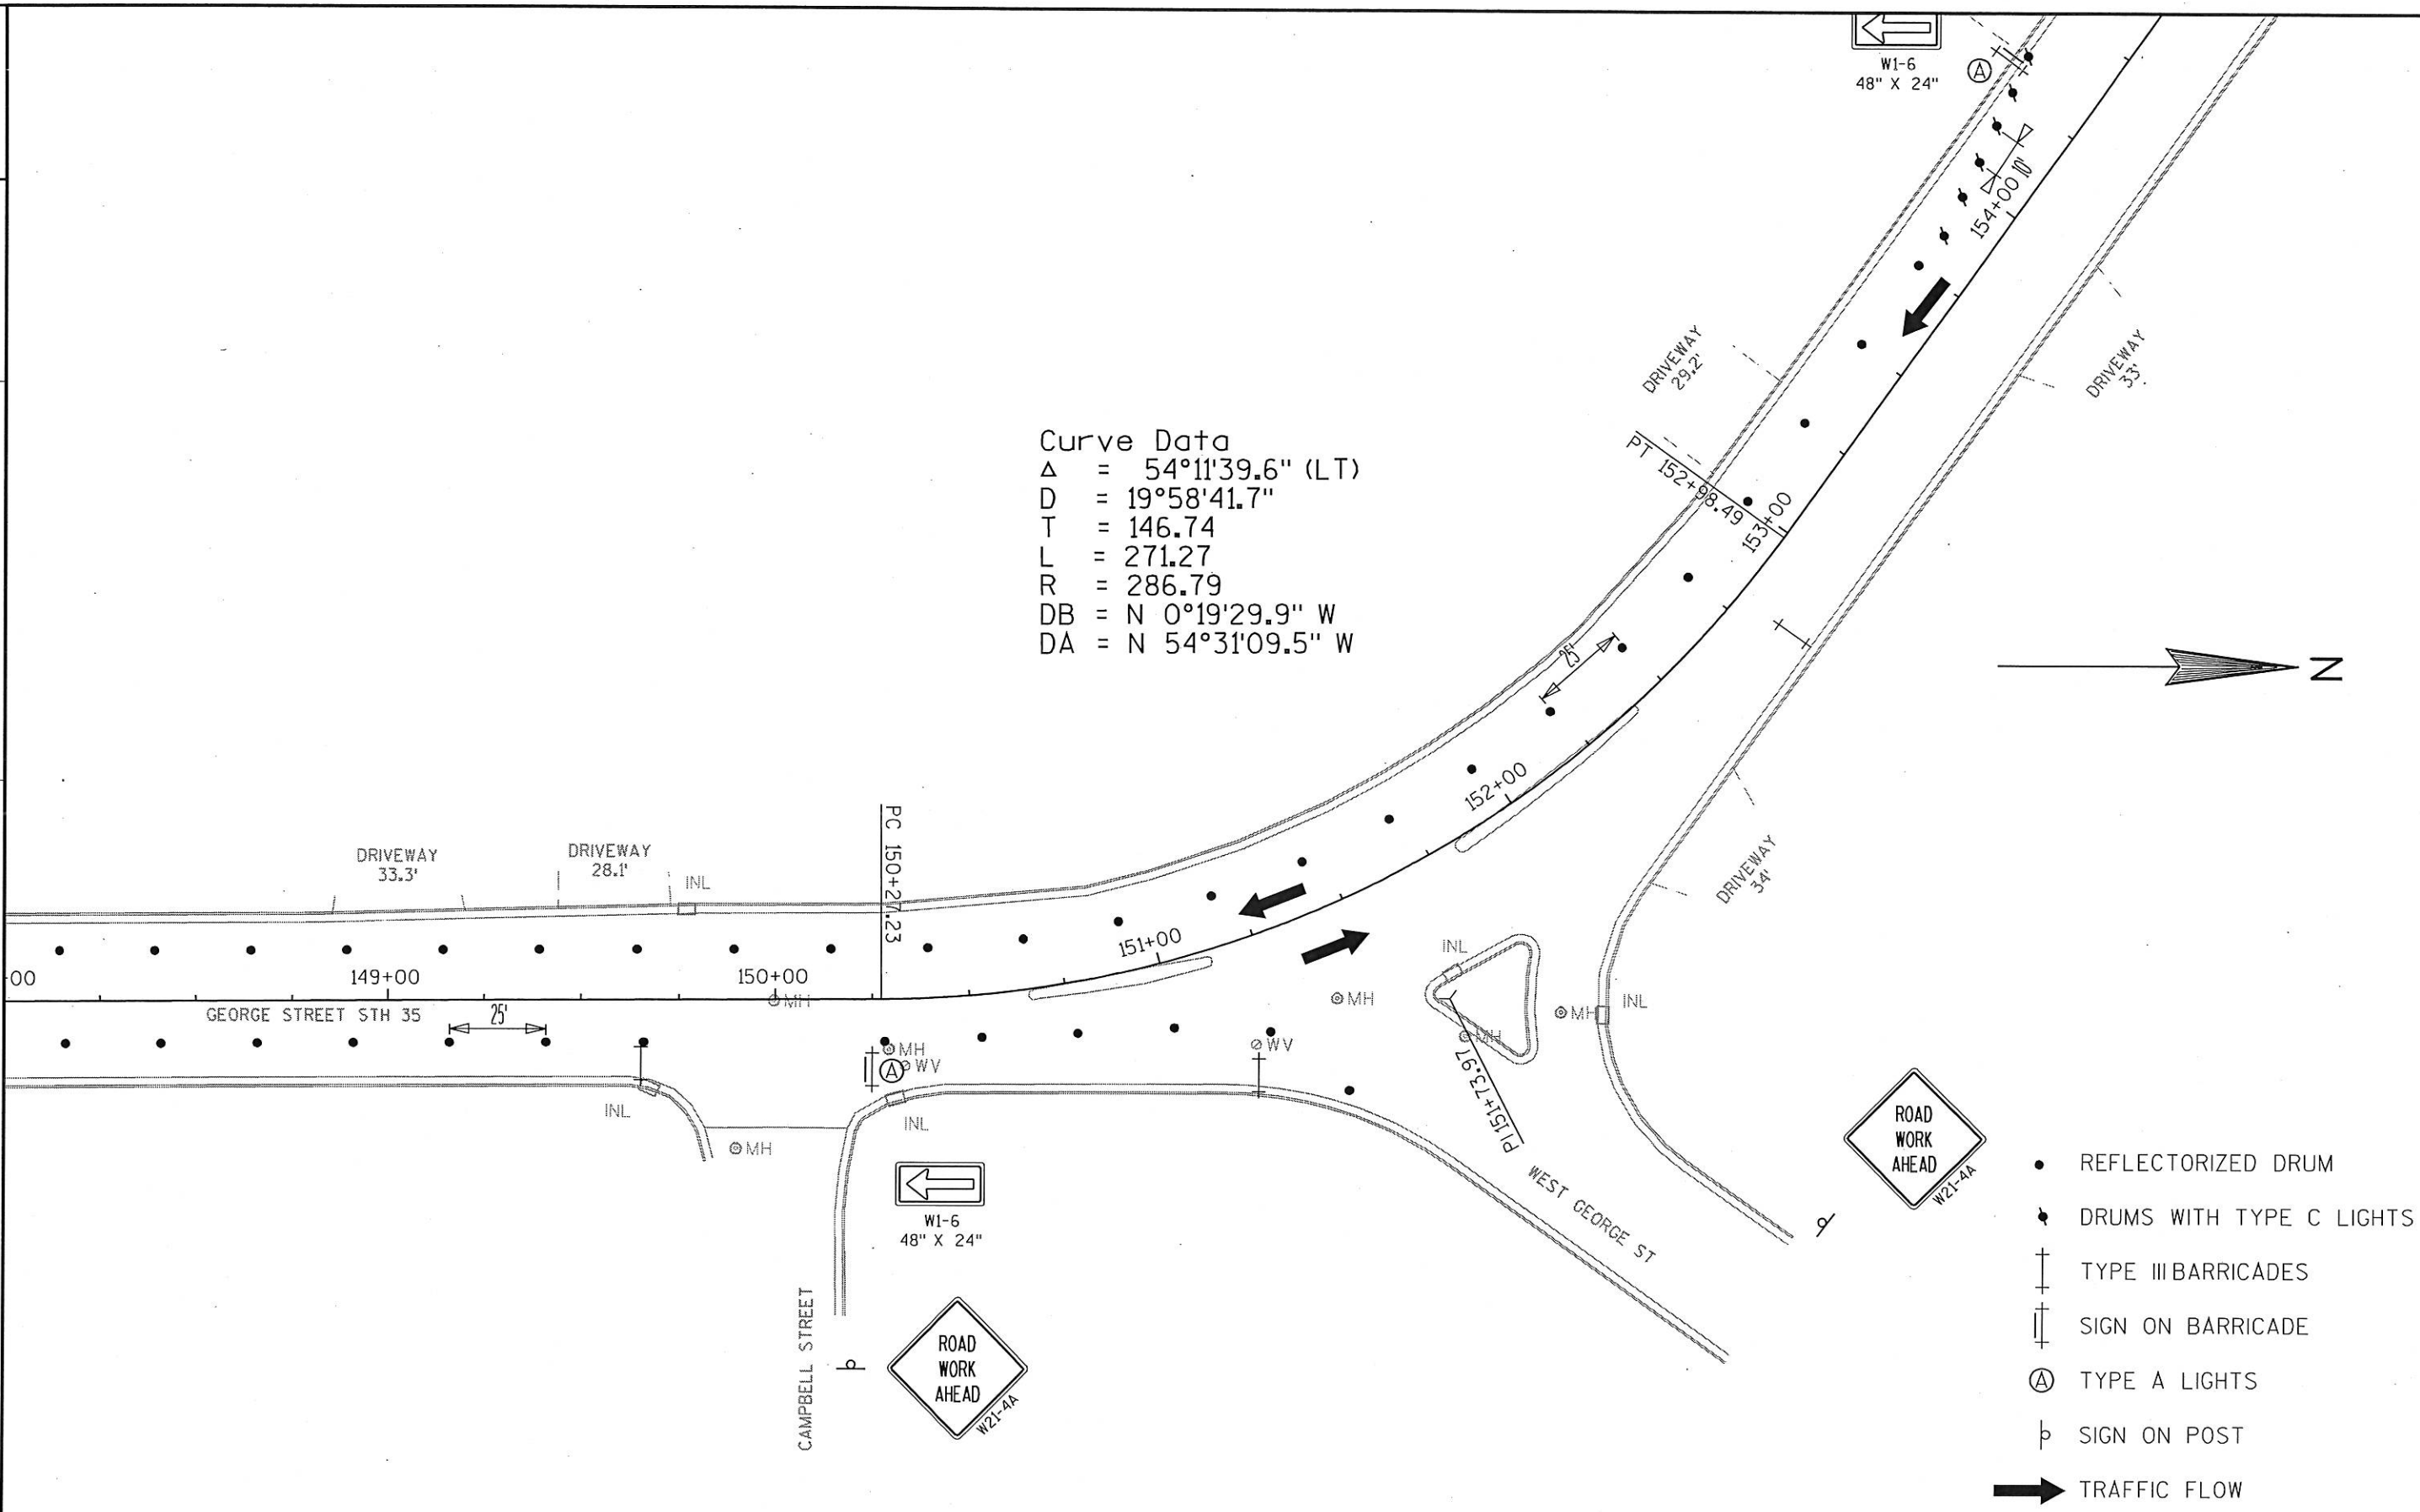 W1-6
48" X 24"
A
10'
154+00
DRIVEWAY
29.2'
DRIVEWAY
33'
Curve Data
Δ = 54°11'39.6" (LT)
D = 19°58'41.7"
T = 146.74
L = 271.27
R = 286.79
DB = N 0°19'29.9" W
DA = N 54°31'09.5" W
PT 152+98.49
153+00
25'
N
152+00
PC 150+27.23
DRIVEWAY
33.3'
DRIVEWAY
28.1'
INL
DRIVEWAY
34'
151+00
INL
00
149+00
150+00
MH
MH
MH
INL
GEORGE STREET STH 35
25'
MH
WV
MH
A
WV
PI 151+73.97
INL
INL
MH
W1-6
48" X 24"
WEST GEORGE ST
ROAD
WORK
AHEAD
W21-4A
CAMPBELL STREET
ROAD
WORK
AHEAD
W21-4A
REFLECTORIZED DRUM
DRUMS WITH TYPE C LIGHTS
TYPE III BARRICADES
SIGN ON BARRICADE
A TYPE A LIGHTS
SIGN ON POST
TRAFFIC FLOW